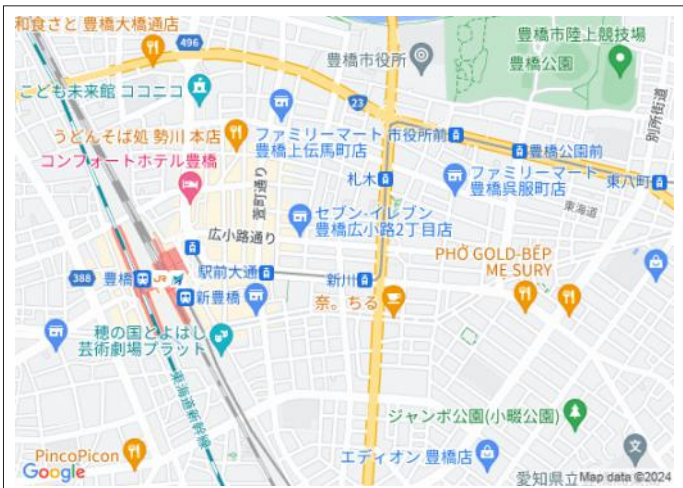 和食さと 豊橋大橋通店
496
豊橋市陸上競技場
豊橋市役所
豊橋公園
別所街道
こども未来館 ココニコ
23
うどんそば処 勢川 本店
ファミリーマート
豊橋上伝馬町店
市役所前
豊橋公園前
コンフォートホテル豊橋
萱町通り
札木
ファミリーマート
豊橋呉服町店
東八町
東海道
セブン-イレブン
豊橋広小路2丁目店
広小路通り
PHỞ GOLD-BẾP
ME SURY
388
豊橋
JR
駅前大通
新川
新豊橋
奈。ちる
穂の国とよはし
芸術劇場プラット
東海道新幹線
ジャンボ公園(小畷公園)
PincoPicon
エディオン 豊橋店
愛知県立
Google
Map data ©2024